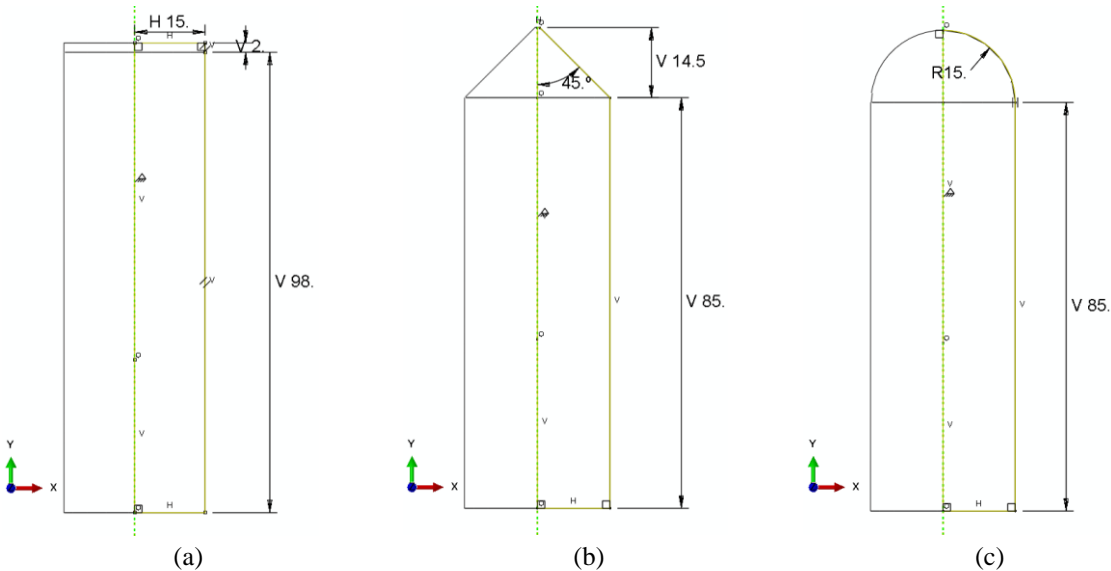 H 15.
H
V 2.
V
V
V
V 98.
V
H
Y
X
(a)
H
V 14.5
45.°
V
V 85.
V
H
Y
X
(b)
R15.
H
V
V
V 85.
V
H
Y
X
(c)